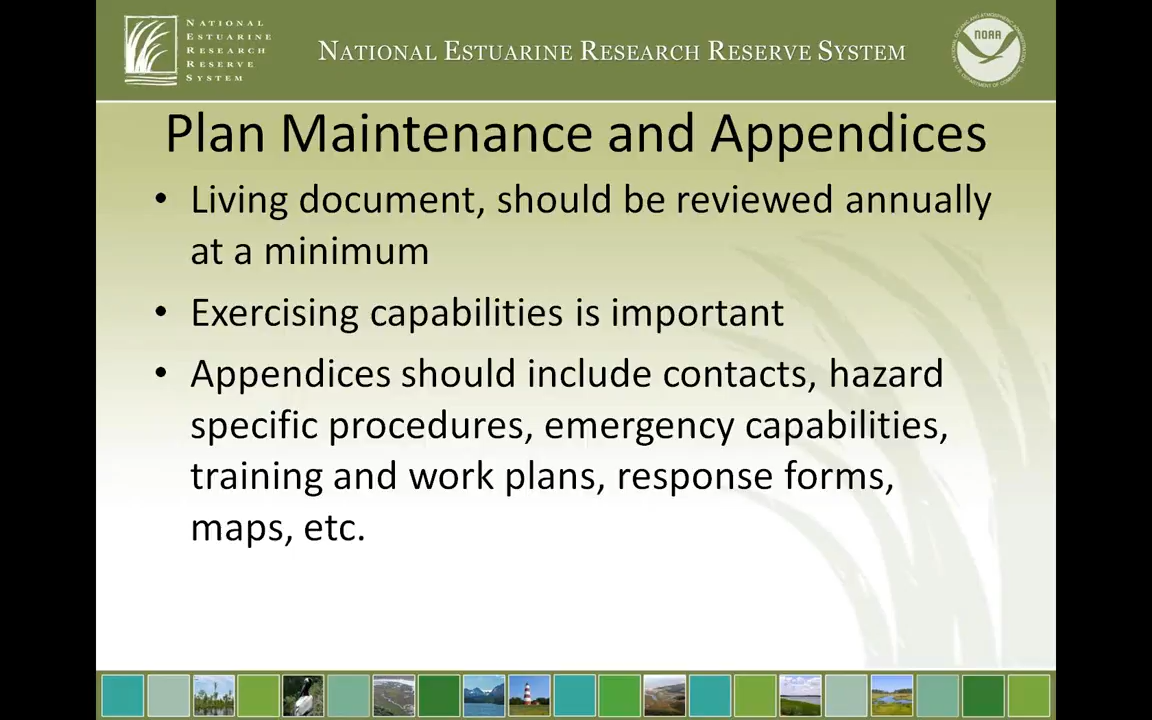 NATIONAL
ESTUARINE
RESEARCH
RESERVE
SYSTEM
NATIONAL ESTUARINE RESEARCH RESERVE SYSTEM
NOAA
Plan Maintenance and Appendices
• Living document, should be reviewed annually
at a minimum
• Exercising capabilities is important
• Appendices should include contacts, hazard
specific procedures, emergency capabilities,
training and work plans, response forms,
maps, etc.